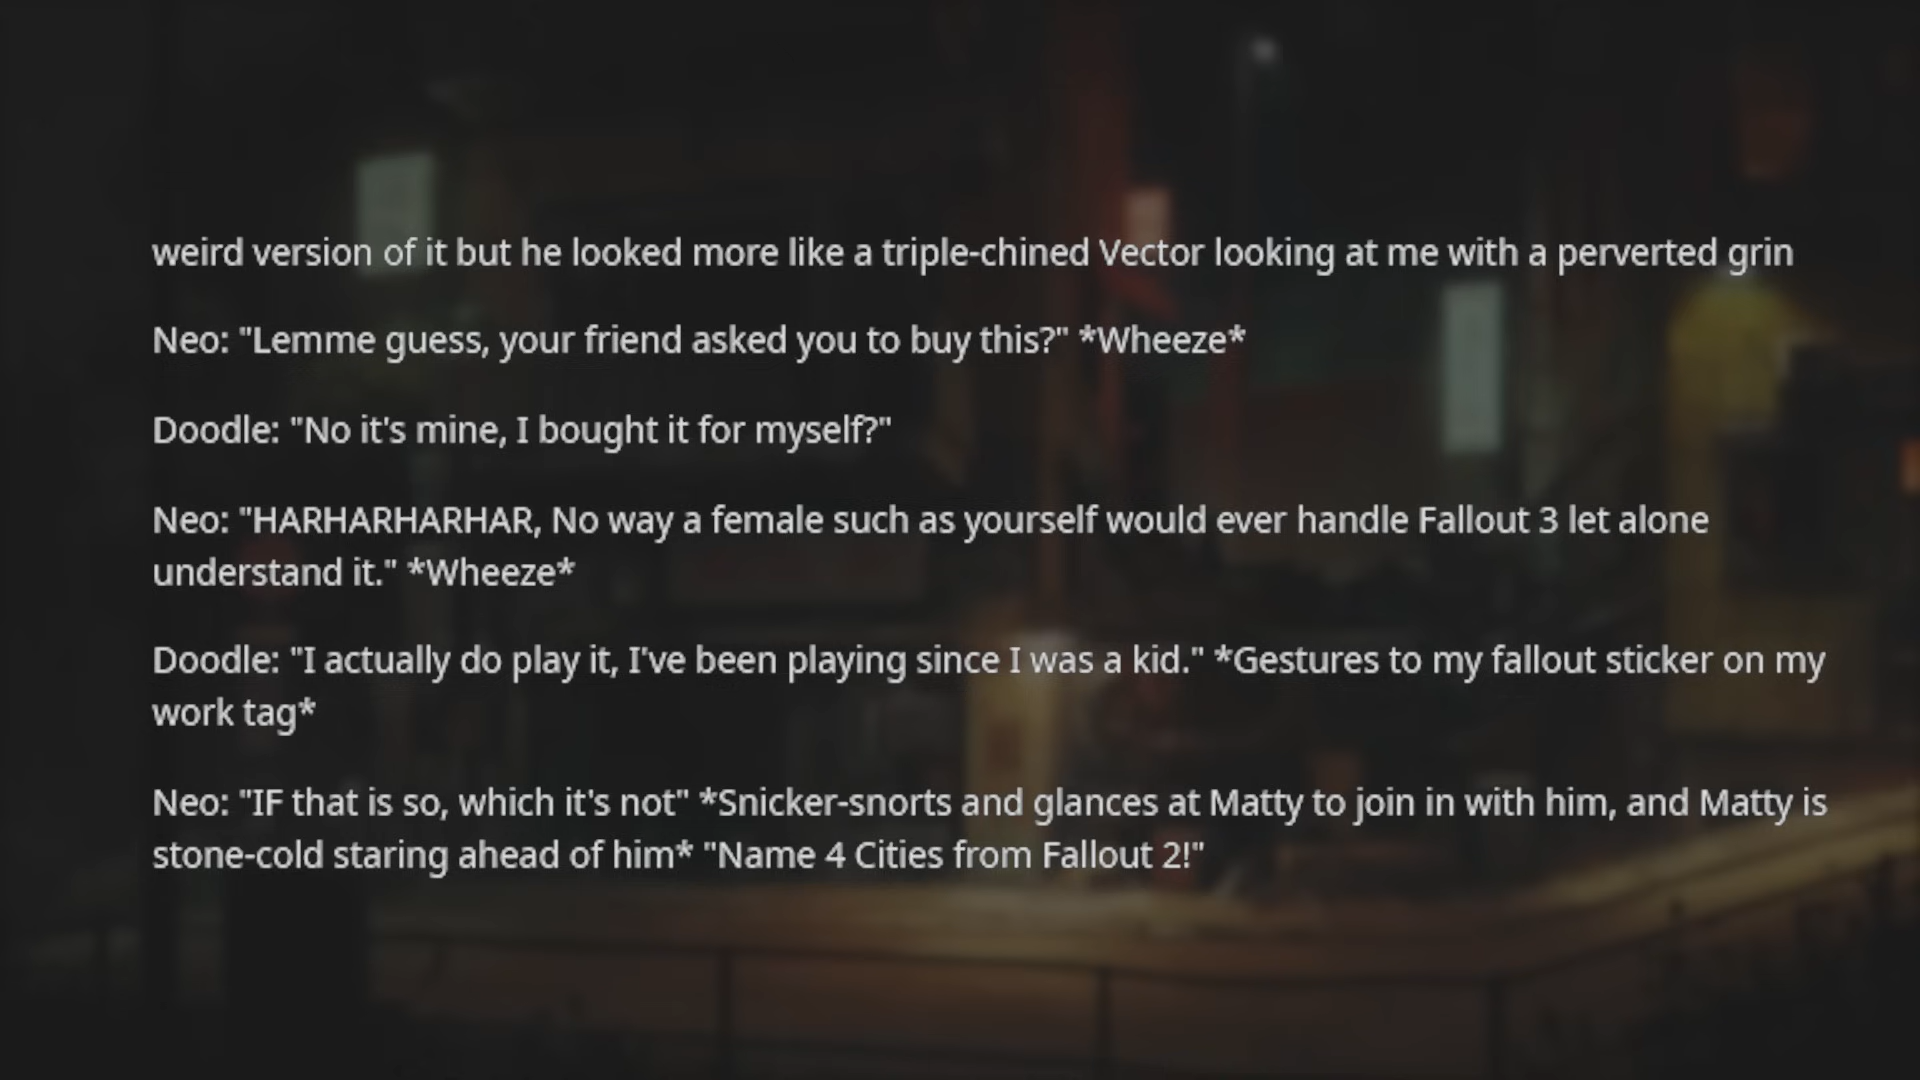 weird version of it but he looked more like a triple-chined Vector looking at me with a perverted grin
Neo: "Lemme guess, your friend asked you to buy this?" *Wheeze*
Doodle: "No it's mine, I bought it for myself?"
Neo: "HARHARHARHAR, No way a female such as yourself would ever handle Fallout 3 let alone
understand it." *Wheeze*
Doodle: "I actually do play it, I've been playing since I was a kid." *Gestures to my fallout sticker on my
work tag*
Neo: "IF that is so, which it's not" *Snicker-snorts and glances at Matty to join in with him, and Matty is
stone-cold staring ahead of him* "Name 4 Cities from Fallout 2!"